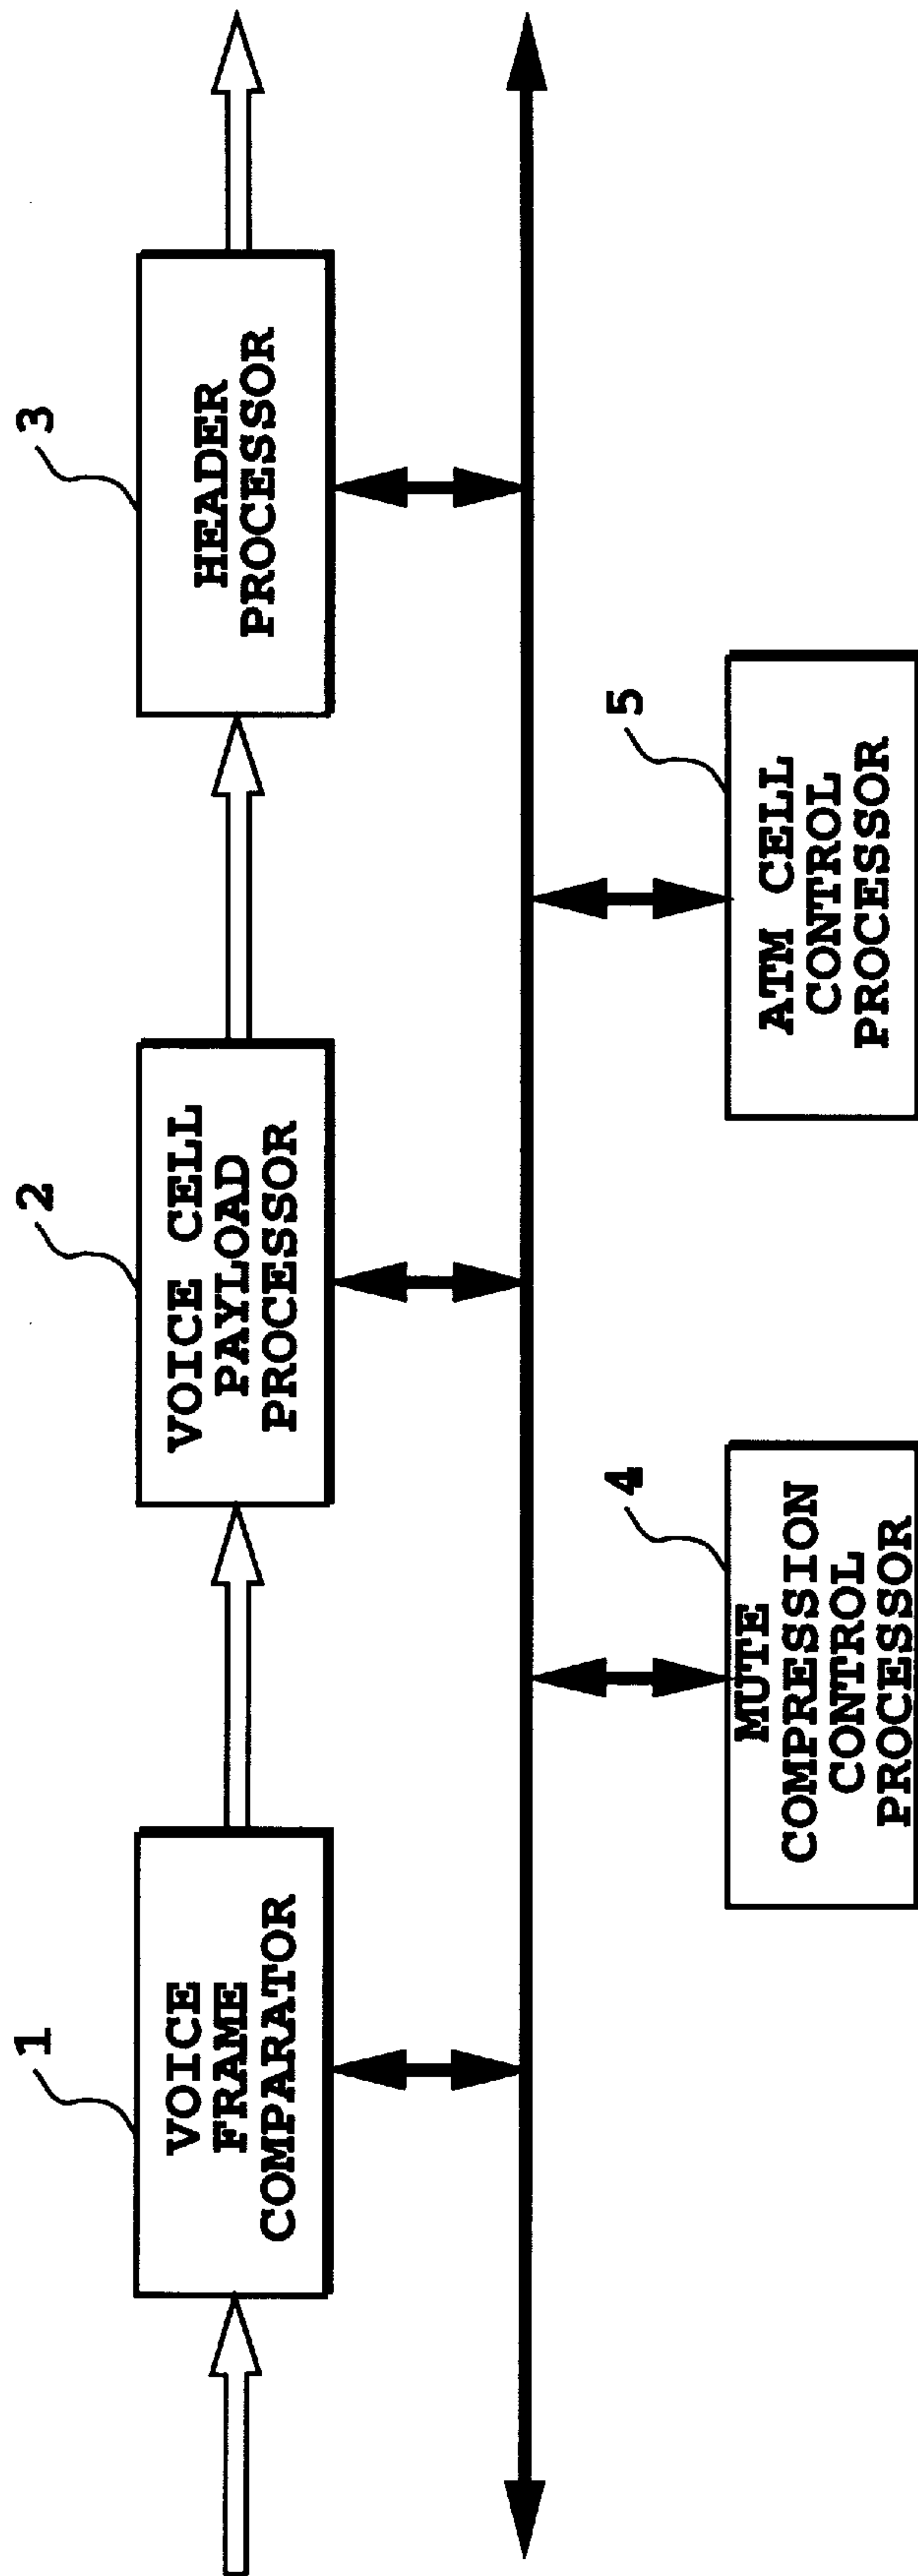 1
VOICE
FRAME
COMPARATOR
2
VOICE CELL
PAYLOAD
PROCESSOR
3
HEADER
PROCESSOR
4
MUTE
COMPRESSION
CONTROL
PROCESSOR
5
ATM CELL
CONTROL
PROCESSOR